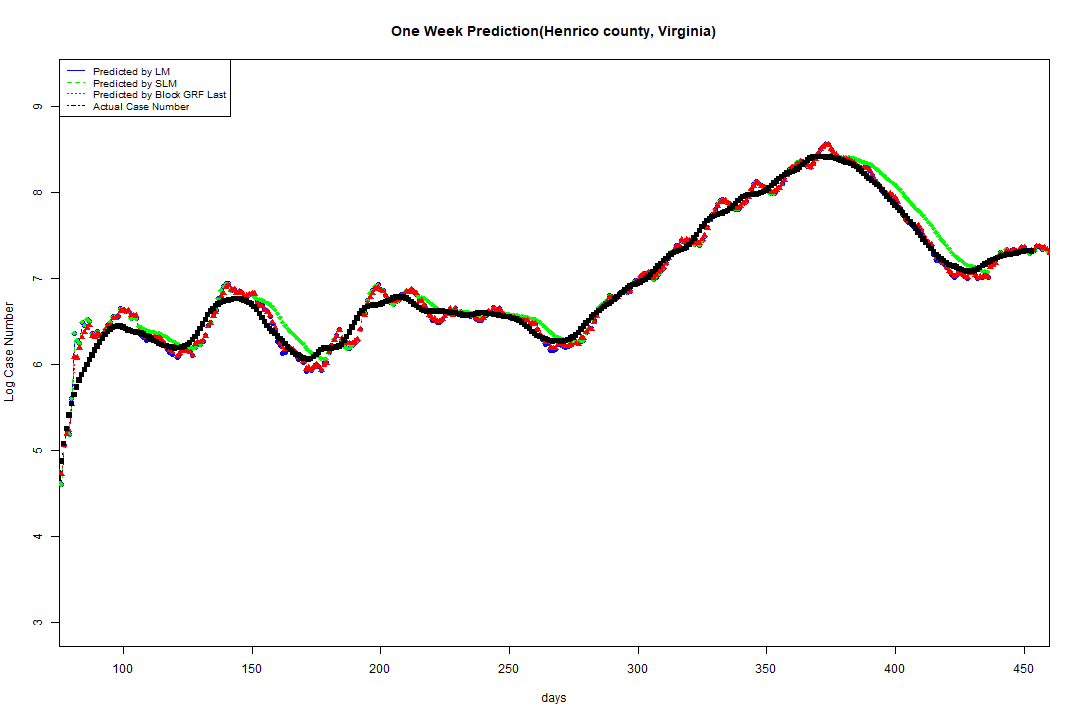 One Week Prediction(Henrico county, Virginia)
Predicted by LM
Predicted by SLM
Predicted by Block GRF Last
Actual Case Number
Log Case Number
9
8
7
6
5
4
3
100 150 200 250 300 350 400 450
days